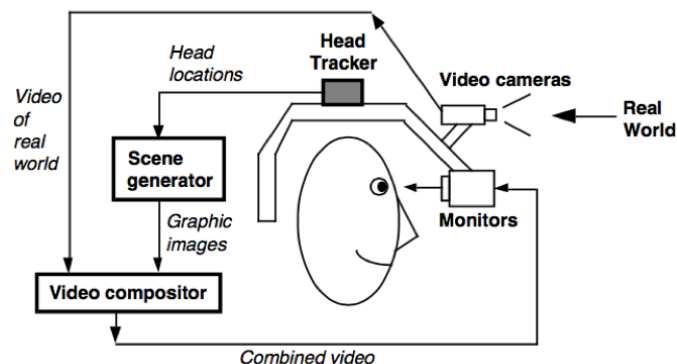 Head
Tracker
Head
locations
Video cameras
Video
of
real
world
Real
World
Scene
generator
Monitors
Graphic
images
Video compositor
Combined video